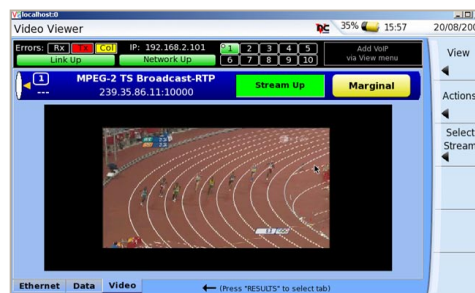 localhost:0
Video Viewer
35% 15:57 20/08/200
Errors: Rx TX Col IP: 192.168.2.101 1 2 3 4 5 Add VoIP
Link Up Network Up 6 7 8 9 10 via View menu
View
1 MPEG-2 TS Broadcast-RTP
--- 239.35.86.11:10000
Stream Up Marginal
Actions
Select
Stream
Ethernet Data Video (Press "RESULTS" to select tab)